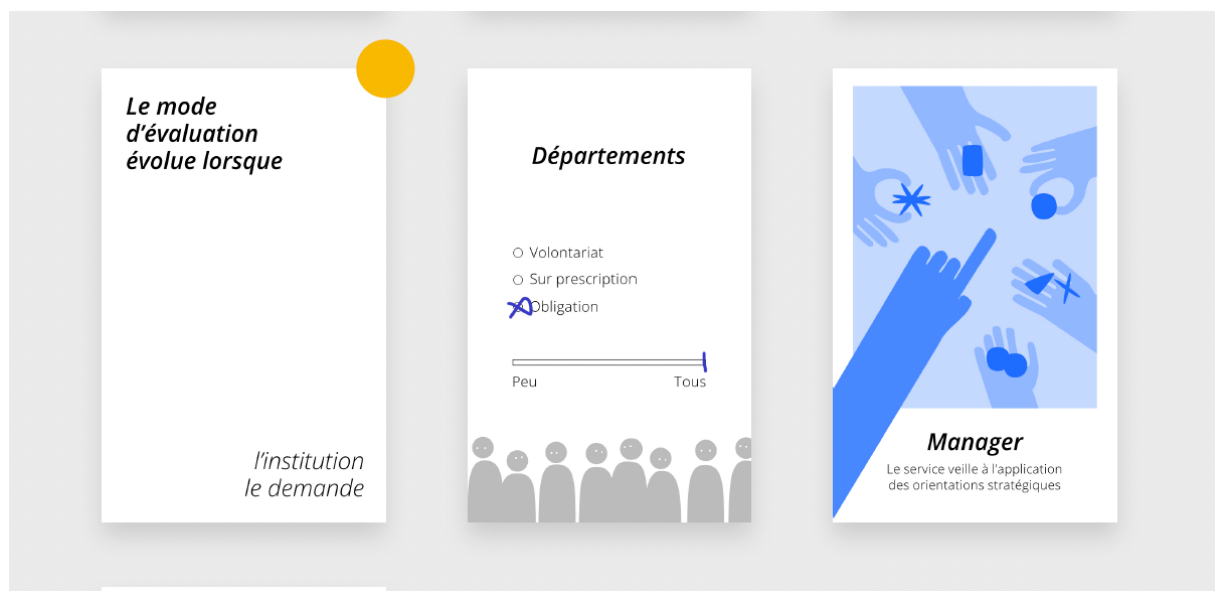 Le mode
d'évaluation
évolue lorsque
l'institution
le demande
Départements
Volontariat
Sur prescription
Obligation
Peu Tous
Manager
Le service veille à l'application
des orientations stratégiques